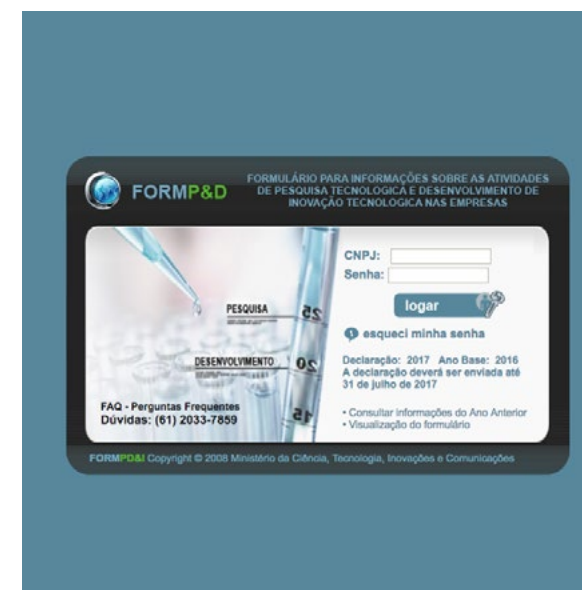 FORMP&D
FORMULÁRIO PARA INFORMAÇÕES SOBRE AS ATIVIDADES
DE PESQUISA TECNOLOGICA E DESENVOLVIMENTO DE
INOVAÇÃO TECNOLOGICA NAS EMPRESAS
CNPJ:
Senha:
logar
esqueci minha senha
Declaração: 2017 Ano Base: 2016
A declaração deverá ser enviada até
31 de julho de 2017
• Consultar informações do Ano Anterior
• Visualização do formulário
PESQUISA
25
DESENVOLVIMENTO
20
15
FAQ - Perguntas Frequentes
Dúvidas: (61) 2033-7859
FORMPD&I Copyright © 2008 Ministério da Ciência, Tecnologia, Inovações e Comunicações